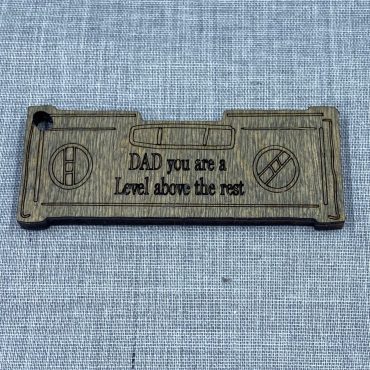 DAD you are a
Level above the rest